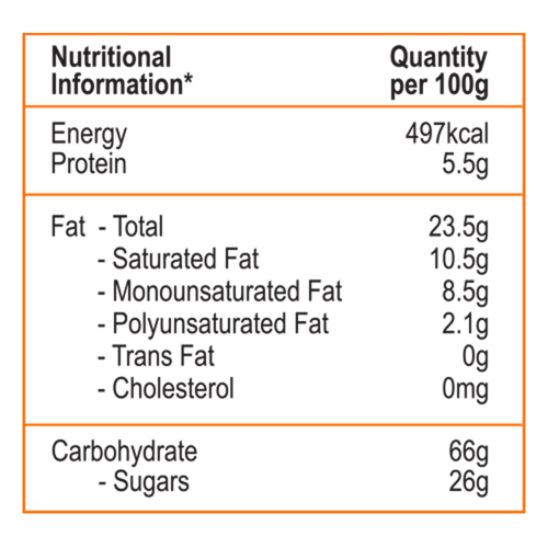 Nutritional Quantity
Information* per 100g
Energy 497kcal
Protein 5.5g
Fat - Total 23.5g
- Saturated Fat 10.5g
- Monounsaturated Fat 8.5g
- Polyunsaturated Fat 2.1g
- Trans Fat 0g
- Cholesterol 0mg
Carbohydrate 66g
- Sugars 26g